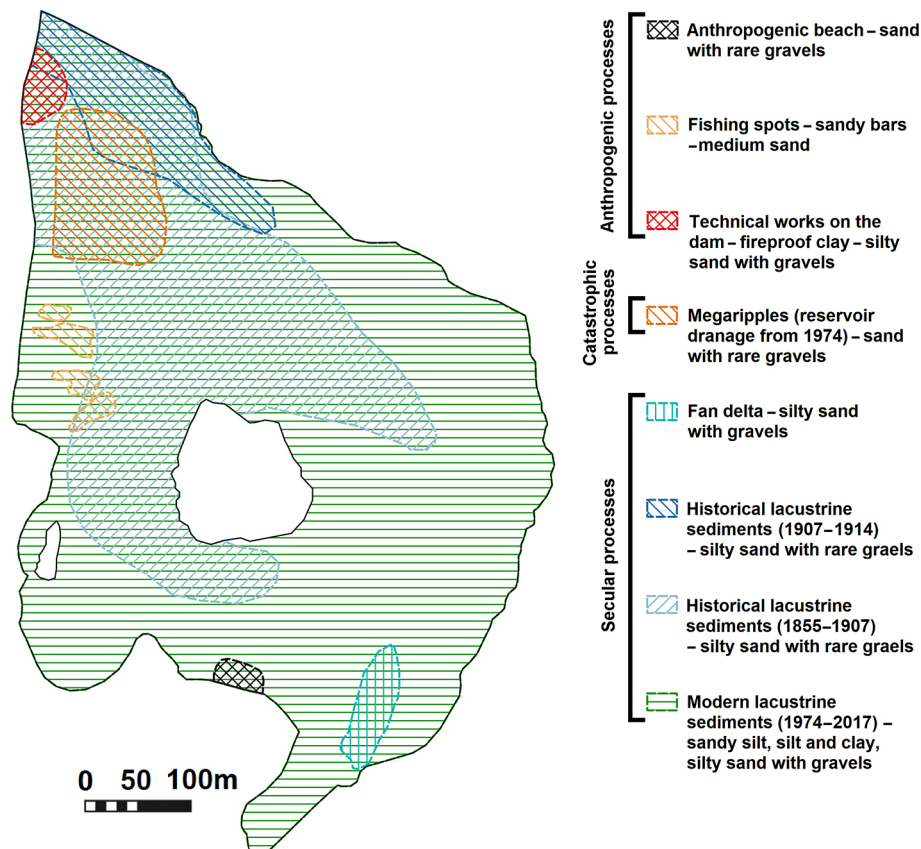 Anthropogenic processes
Anthropogenic beach – sand
with rare gravels
Fishing spots – sandy bars
– medium sand
Technical works on the
dam – fireproof clay – silty
sand with gravels
Catastrophic
processes
Megaripples (reservoir
dranage from 1974) – sand
with rare gravels
Secular processes
Fan delta – silty sand
with gravels
Historical lacustrine
sediments (1907–1914)
– silty sand with rare graels
Historical lacustrine
sediments (1855–1907)
– silty sand with rare graels
Modern lacustrine
sediments (1974–2017) –
sandy silt, silt and clay,
silty sand with gravels
0 50 100m